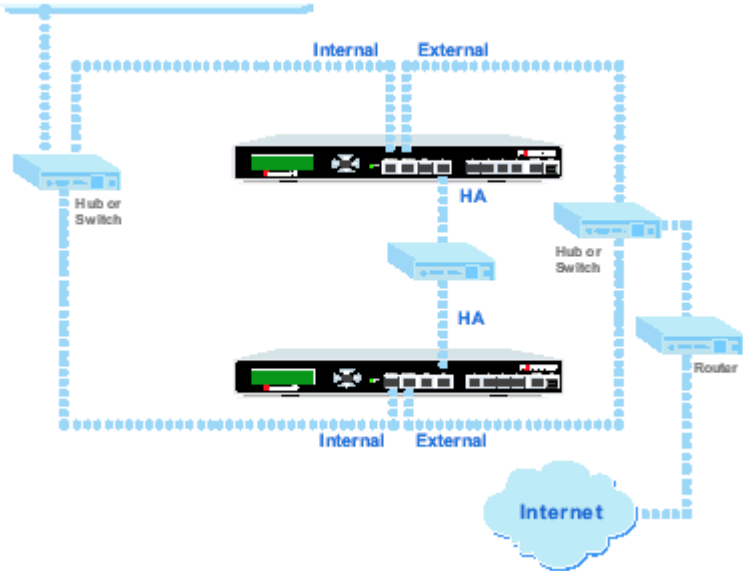 Internal External
HA
Hub or
Switch
Hub or
Switch
HA
Router
Internal External
Internet